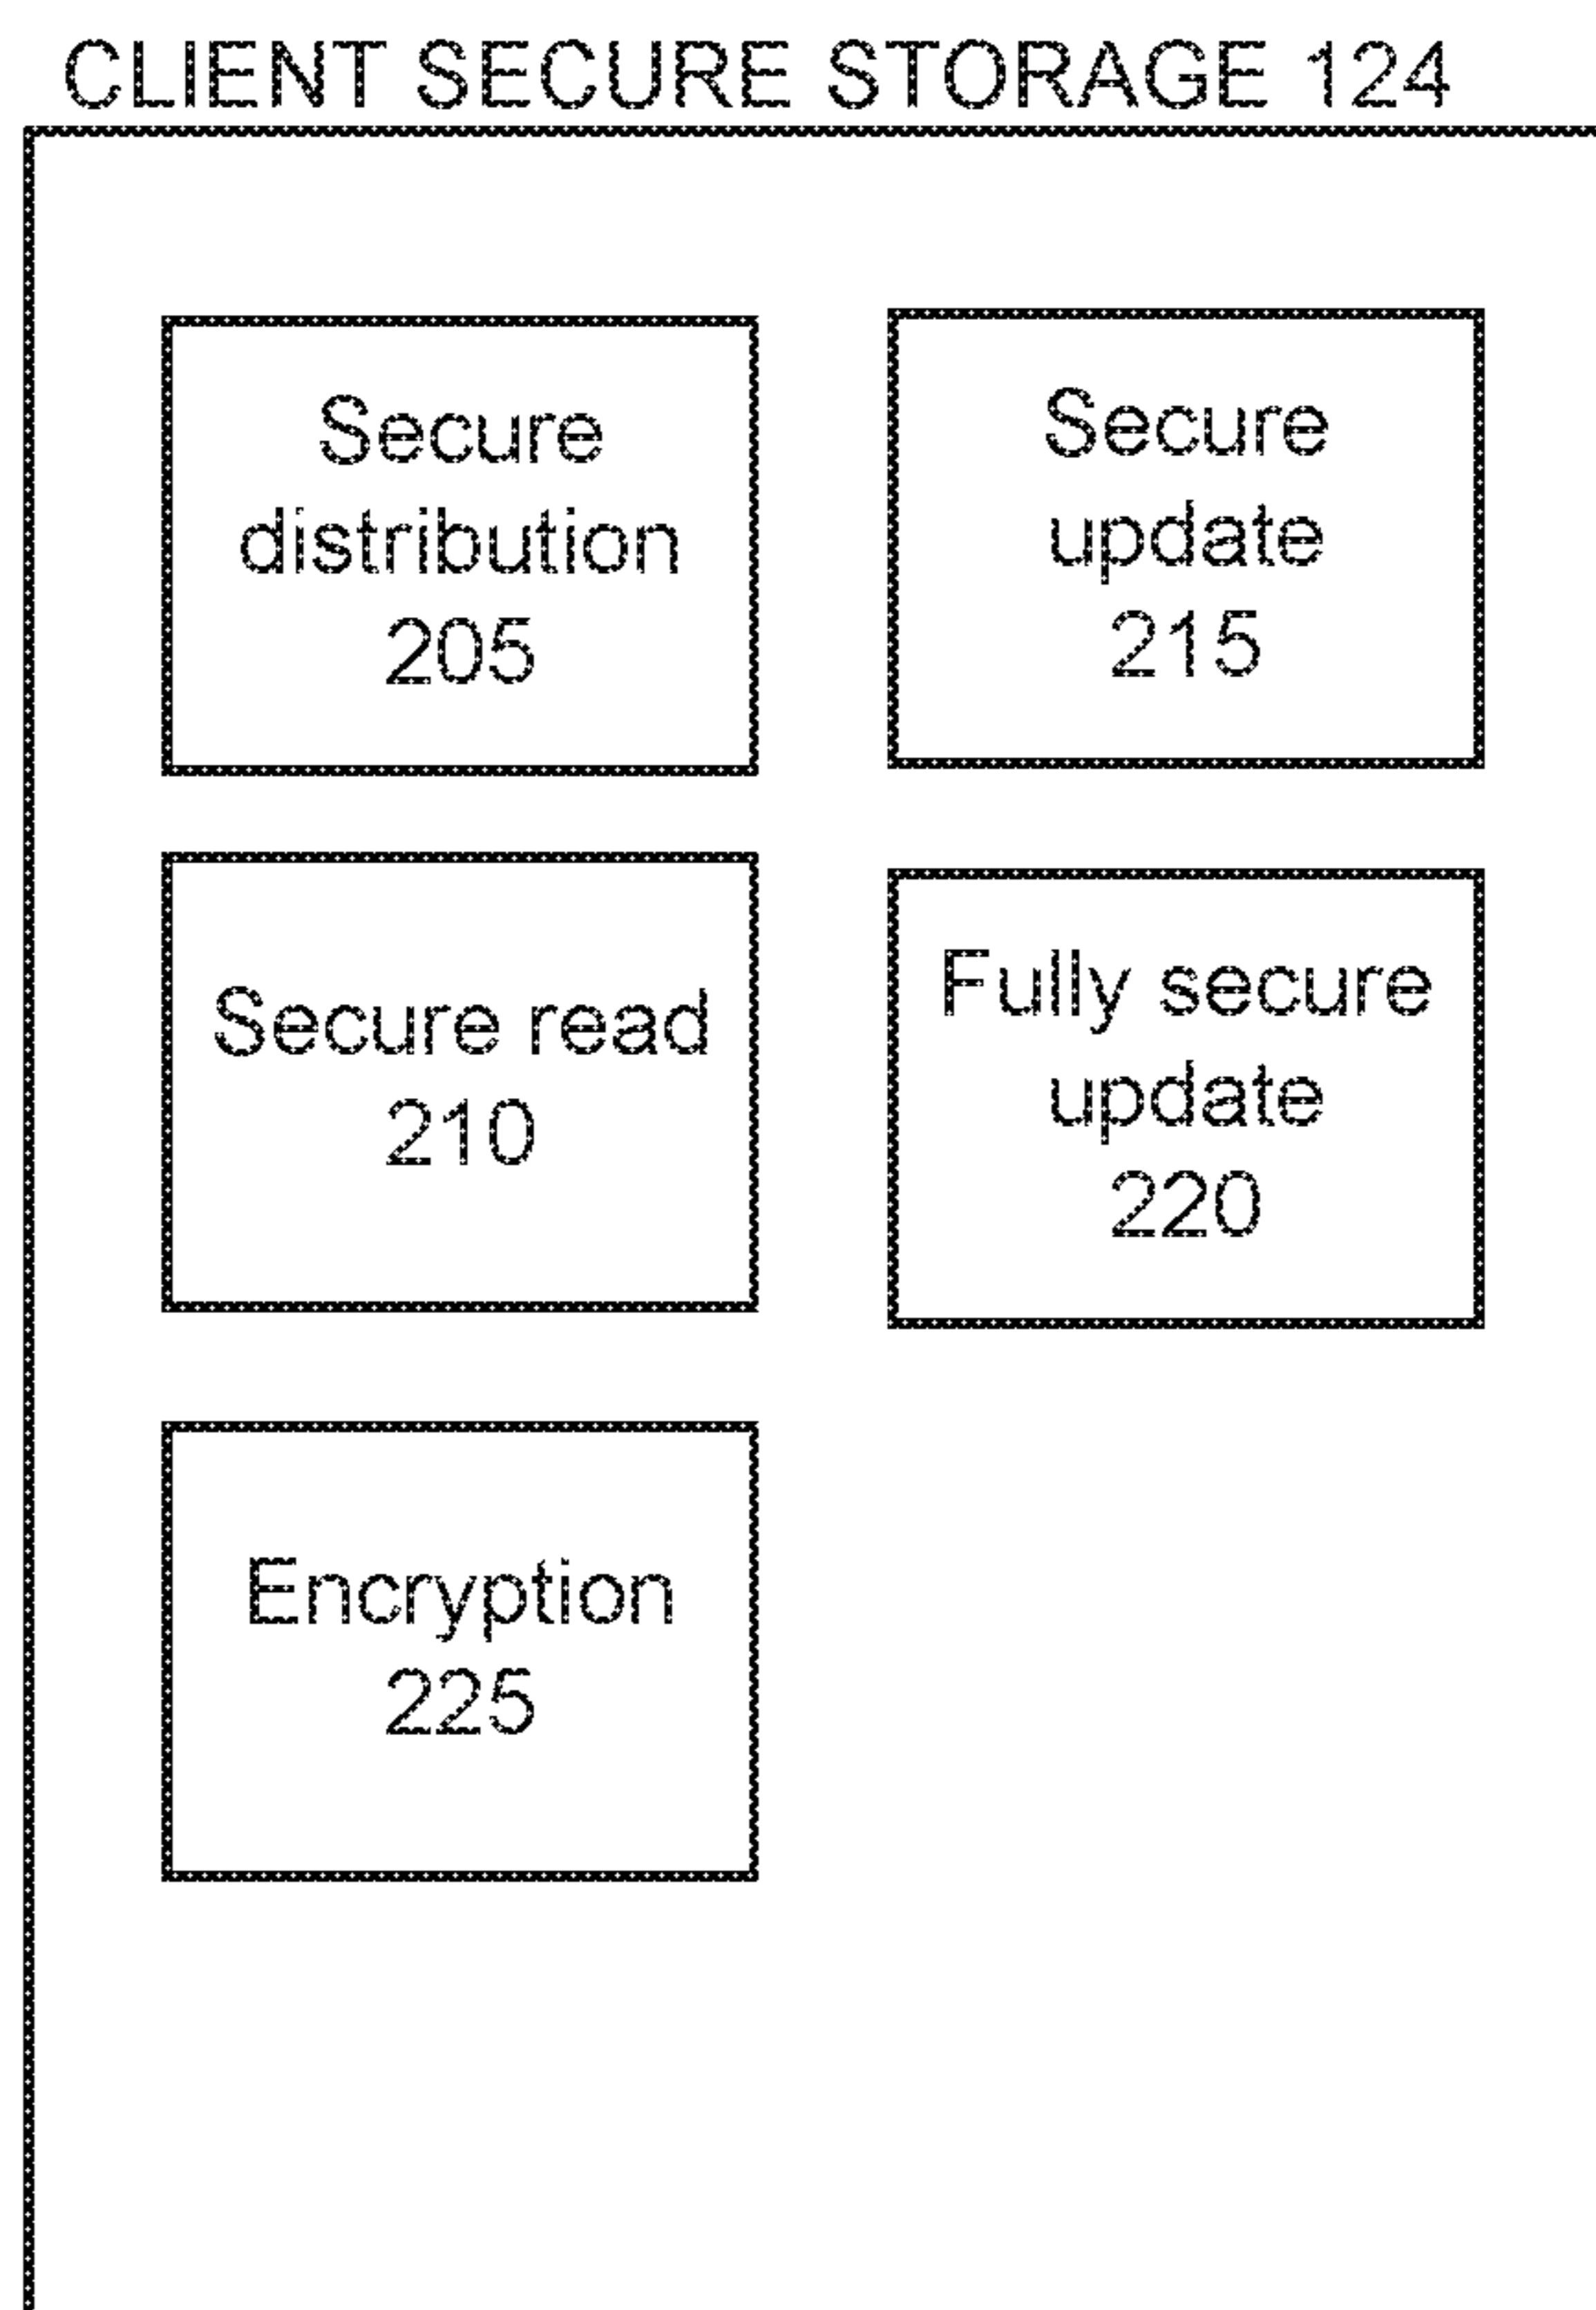 CLIENT SECURE STORAGE 124
Secure
distribution
205
Secure
update
215
Secure read
210
Fully secure
update
220
Encryption
225